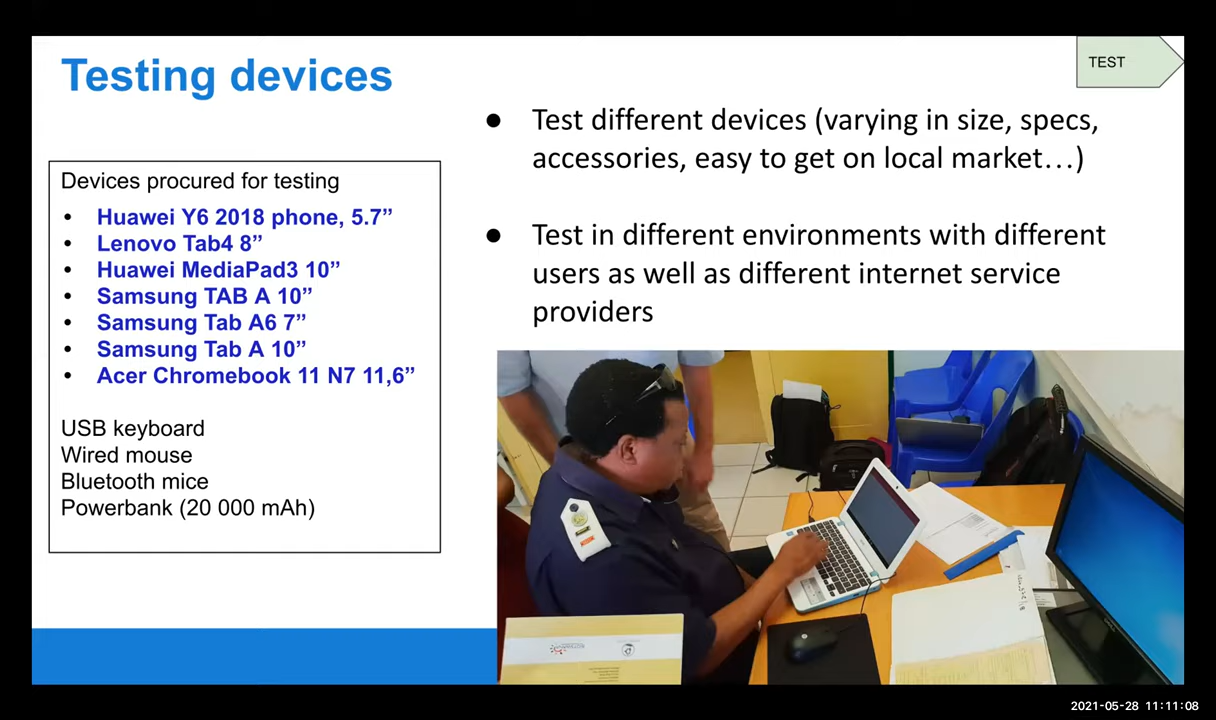 Testing devices
TEST
Devices procured for testing
• Huawei Y6 2018 phone, 5.7”
• Lenovo Tab4 8”
• Huawei MediaPad3 10”
• Samsung TAB A 10”
• Samsung Tab A6 7”
• Samsung Tab A 10”
• Acer Chromebook 11 N7 11,6”
USB keyboard
Wired mouse
Bluetooth mice
Powerbank (20 000 mAh)
● Test different devices (varying in size, specs,
accessories, easy to get on local market…)
● Test in different environments with different
users as well as different internet service
providers
2021-05-28 11:11:08